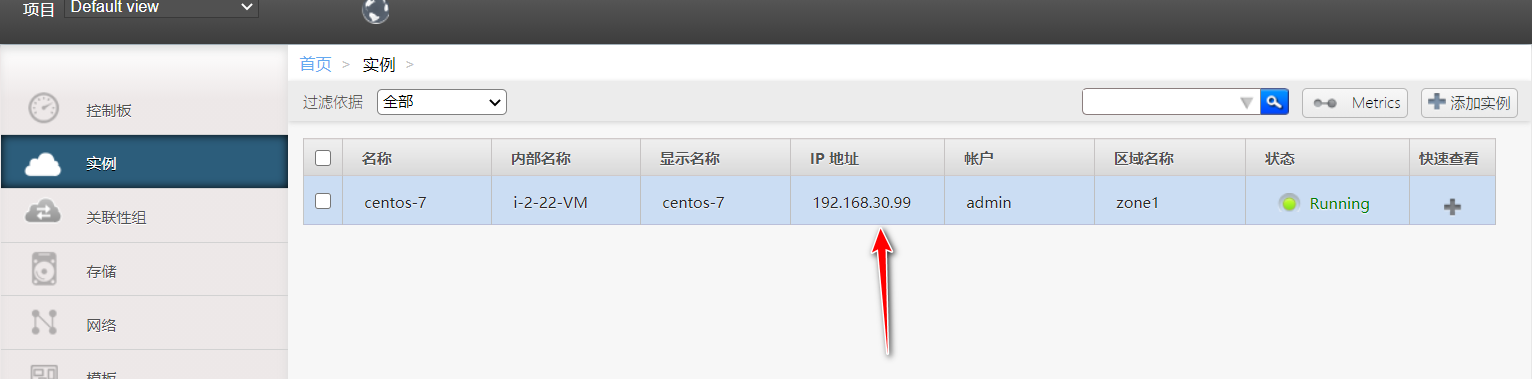 项目 Default view
首页 > 实例 >
过滤依据 全部 Metrics 添加实例
控制板
实例
关联性组
存储
网络
模板
名称 内部名称 显示名称 IP 地址 帐户 区域名称 状态 快速查看
centos-7 i-2-22-VM centos-7 192.168.30.99 admin zone1 Running